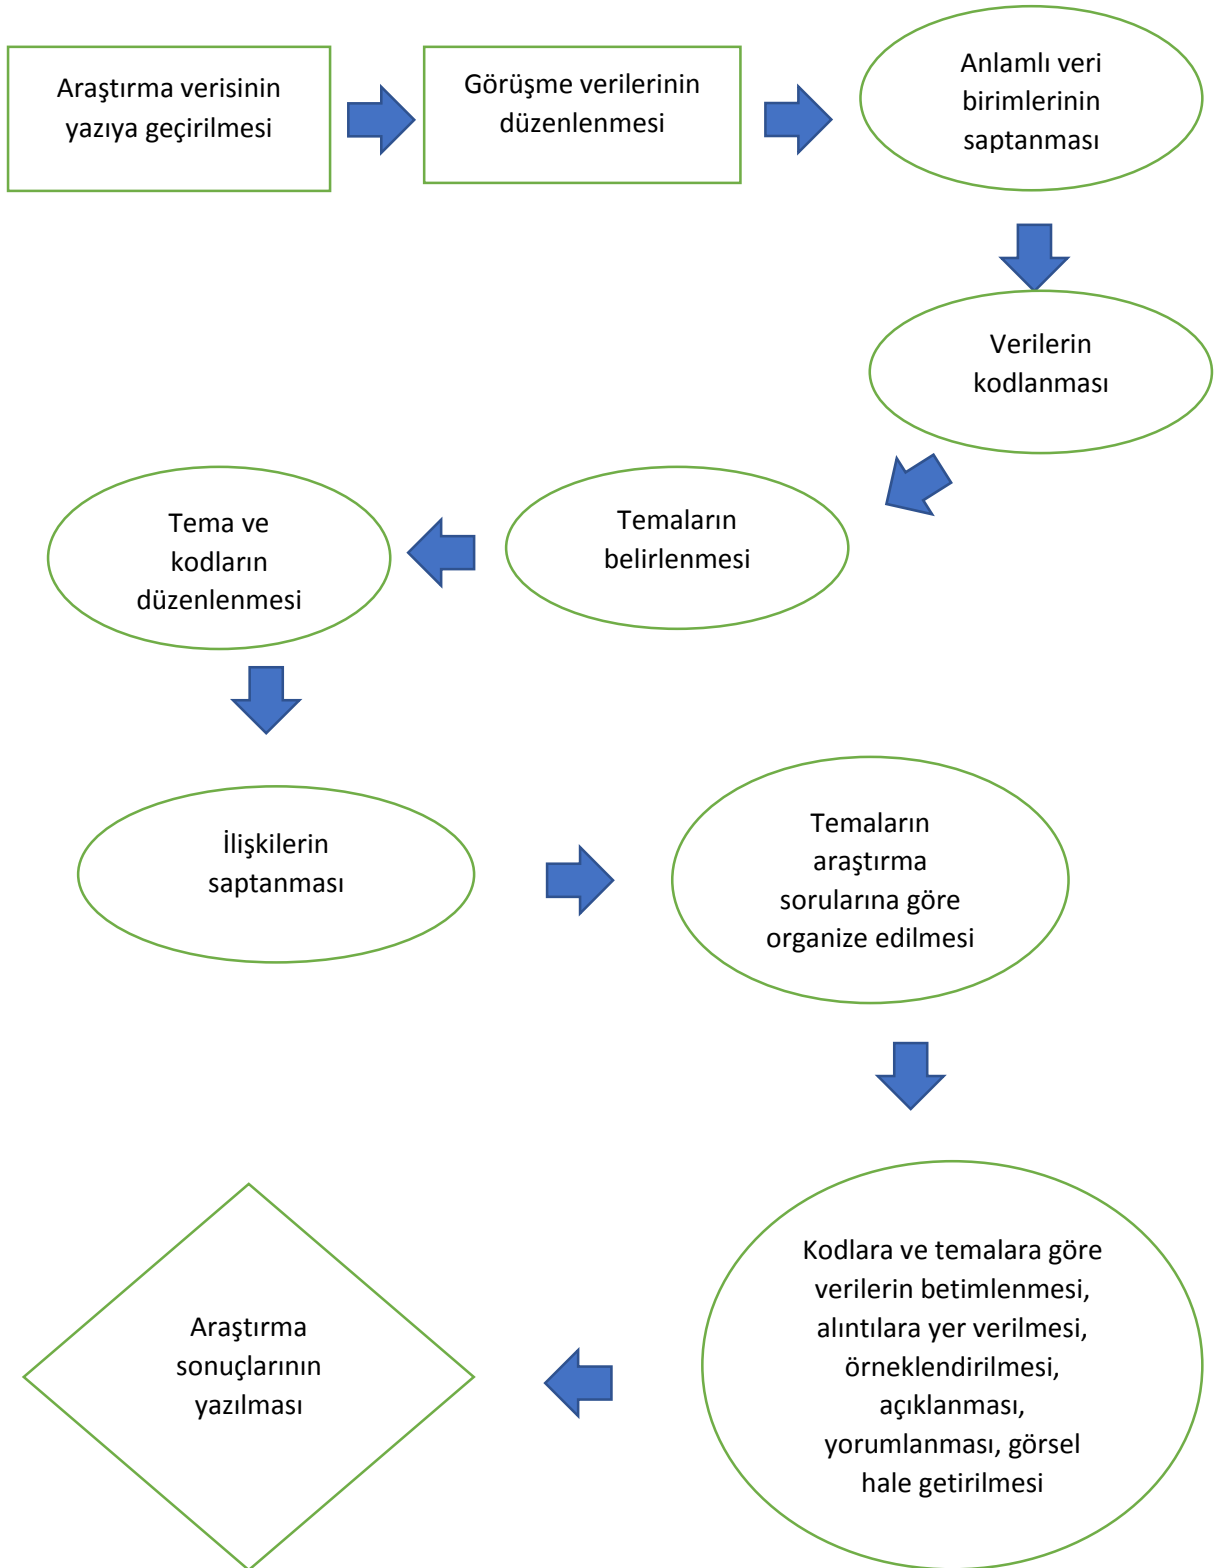 Araştırma verisinin
yazıya geçirilmesi
Görüşme verilerinin
düzenlenmesi
Anlamlı veri
birimlerinin
saptanması
Verilerin
kodlanması
Temaların
belirlenmesi
Tema ve
kodların
düzenlenmesi
İlişkilerin
saptanması
Temaların
araştırma
sorularına göre
organize edilmesi
Kodlara ve temalara göre
verilerin betimlenmesi,
alıntılara yer verilmesi,
örneklendirilmesi,
açıklanması,
yorumlanması, görsel
hale getirilmesi
Araştırma
sonuçlarının
yazılması